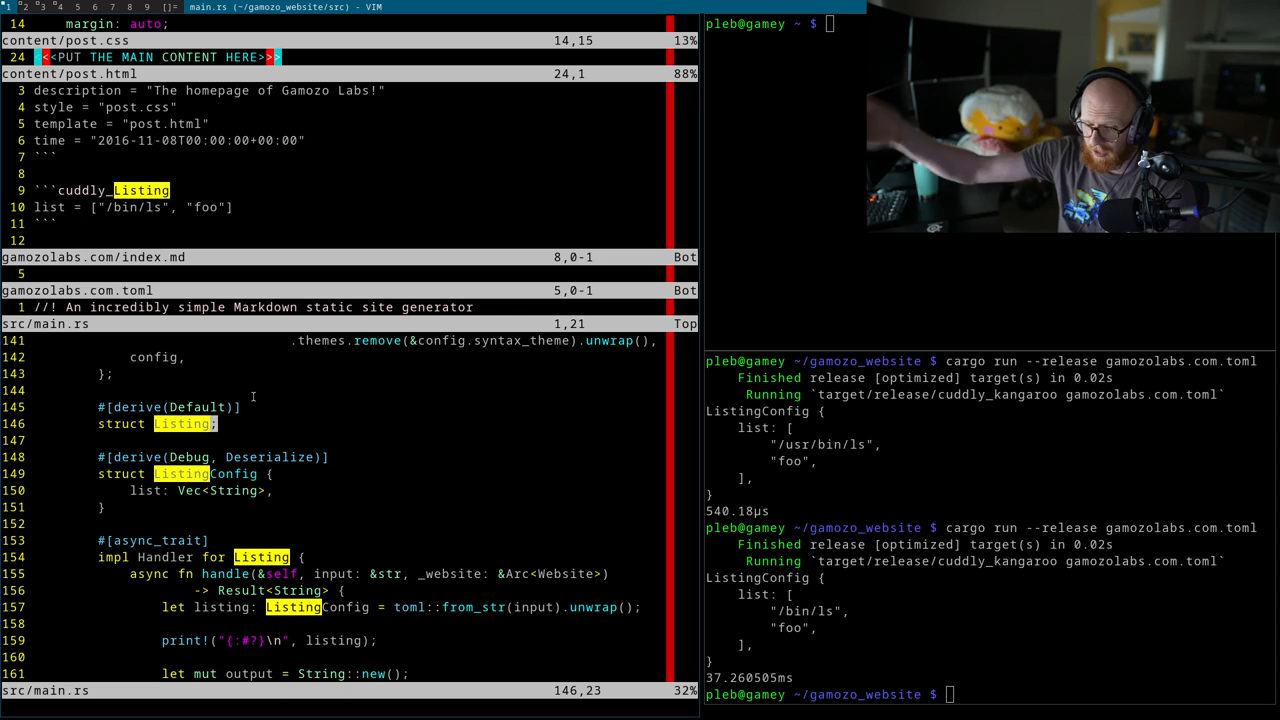 1 2 3 4 5 6 7 8 9 []= main.rs (~/gamozo_website/src) - VIM
14     margin: auto;
content/post.css 14,15 13%
24 <<<PUT THE MAIN CONTENT HERE>>>
content/post.html 24,1 88%
3 description = "The homepage of Gamozo Labs!"
4 style = "post.css"
5 template = "post.html"
6 time = "2016-11-08T00:00:00+00:00"
7 ```
8
9 ```cuddly_Listing
10 list = ["/bin/ls", "foo"]
11 ```
12
gamozolabs.com/index.md 8,0-1 Bot
5
gamozolabs.com.toml 5,0-1 Bot
1 //! An incredibly simple Markdown static site generator
src/main.rs 1,21 Top
141                                 .themes.remove(&config.syntax_theme).unwrap(),
142             config,
143         };
144
145         #[derive(Default)]
146         struct Listing;
147
148         #[derive(Debug, Deserialize)]
149         struct ListingConfig {
150             list: Vec<String>,
151         }
152
153         #[async_trait]
154         impl Handler for Listing {
155             async fn handle(&self, input: &str, _website: &Arc<Website>)
156                     -> Result<String> {
157                 let listing: ListingConfig = toml::from_str(input).unwrap();
158
159                 print!("{:#?}\n", listing);
160
161                 let mut output = String::new();
src/main.rs 146,23 32%
pleb@gamey ~ $
pleb@gamey ~/gamozo_website $ cargo run --release gamozolabs.com.toml
    Finished release [optimized] target(s) in 0.02s
     Running `target/release/cuddly_kangaroo gamozolabs.com.toml`
ListingConfig {
    list: [
        "/usr/bin/ls",
        "foo",
    ],
}
540.18µs
pleb@gamey ~/gamozo_website $ cargo run --release gamozolabs.com.toml
    Finished release [optimized] target(s) in 0.02s
     Running `target/release/cuddly_kangaroo gamozolabs.com.toml`
ListingConfig {
    list: [
        "/bin/ls",
        "foo",
    ],
}
37.260505ms
pleb@gamey ~/gamozo_website $